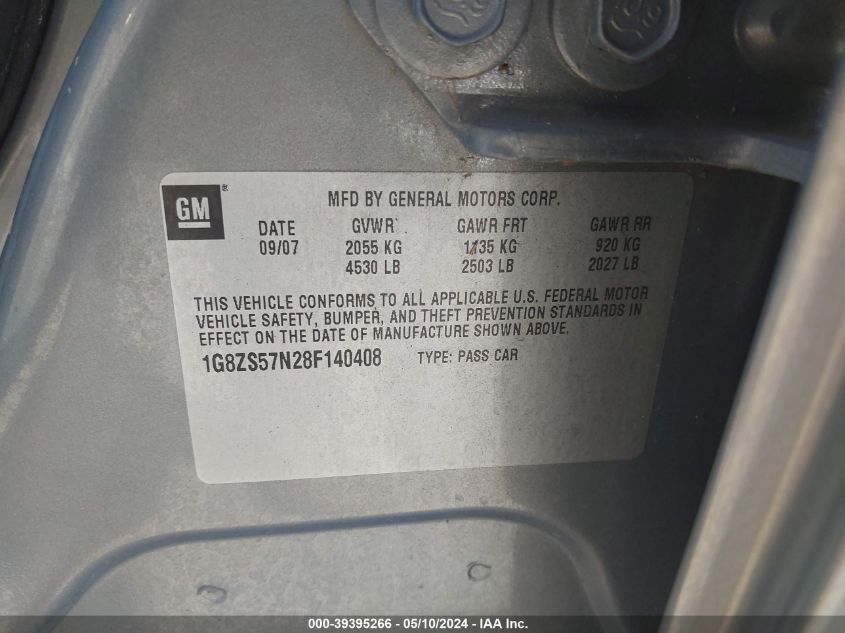 GM®
MFD BY GENERAL MOTORS CORP.
DATE GVWR GAWR FRT GAWR RR
09/07 2055 KG 1135 KG 920 KG
4530 LB 2503 LB 2027 LB
THIS VEHICLE CONFORMS TO ALL APPLICABLE U.S. FEDERAL MOTOR
VEHICLE SAFETY, BUMPER, AND THEFT PREVENTION STANDARDS IN
EFFECT ON THE DATE OF MANUFACTURE SHOWN ABOVE.
1G8ZS57N28F140408 TYPE: PASS CAR
000-39395266 - 05/10/2024 - IAA Inc.